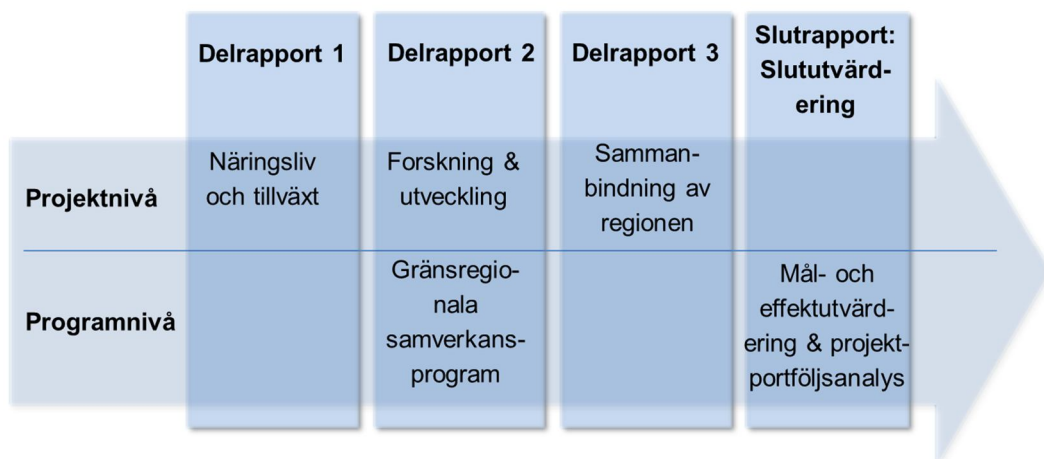 Delrapport 1
Delrapport 2
Delrapport 3
Slutrapport:
Slututvärd-
ering
Projektnivå
Näringsliv
och tillväxt
Forskning &
utveckling
Samman-
bindning av
regionen
Programnivå
Gränsregio-
nala
samverkans-
program
Mål- och
effektutvärd-
ering & projekt-
portföljsanalys